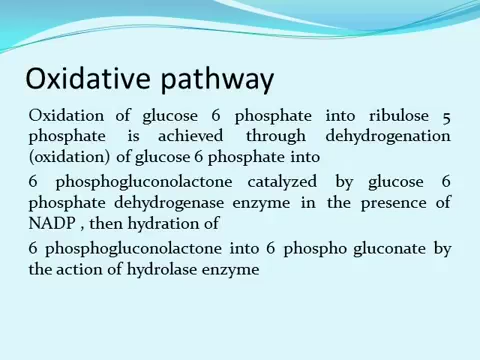 Oxidative pathway
Oxidation of glucose 6 phosphate into ribulose 5
phosphate is achieved through dehydrogenation
(oxidation) of glucose 6 phosphate into
6 phosphogluconolactone catalyzed by glucose 6
phosphate dehydrogenase enzyme in the presence of
NADP , then hydration of
6 phosphogluconolactone into 6 phospho gluconate by
the action of hydrolase enzyme